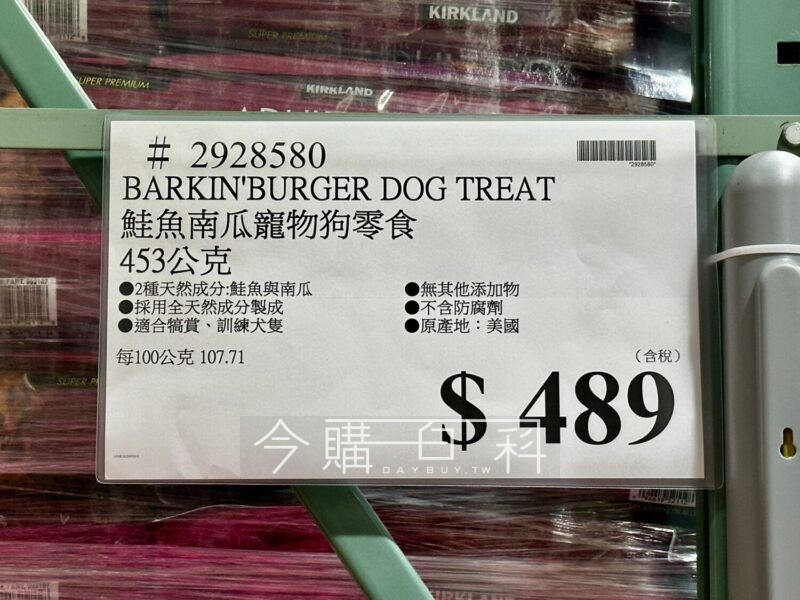 KIRKLAND
SUPER PREMIUM
SUPER PREMIUM
KIRKLAND
# 2928580
*2928580*
BARKIN'BURGER DOG TREAT
鮭魚南瓜寵物狗零食
453公克
●2種天然成分:鮭魚與南瓜
●無其他添加物
●採用全天然成分製成
●不含防腐劑
●適合犒賞、訓練犬隻
●原產地：美國
每100公克 107.71
（含稅）
$ 489
今購百科
DAYBUY.TW